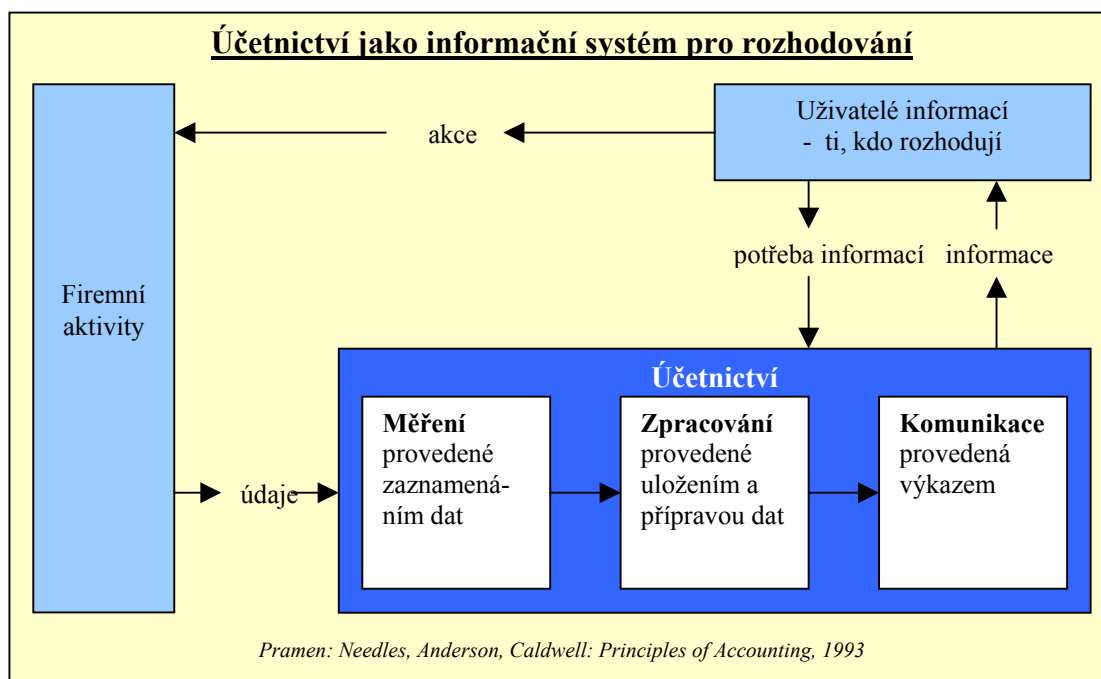 Účetnictví jako informační systém pro rozhodování
Uživatelé informací
- ti, kdo rozhodují
akce
potřeba informací
informace
Firemní
aktivity
údaje
Účetnictví
Měření
provedené
zaznamená-
ním dat
Zpracování
provedené
uložením a
přípravou dat
Komunikace
provedená
výkazem
Pramen: Needles, Anderson, Caldwell: Principles of Accounting, 1993